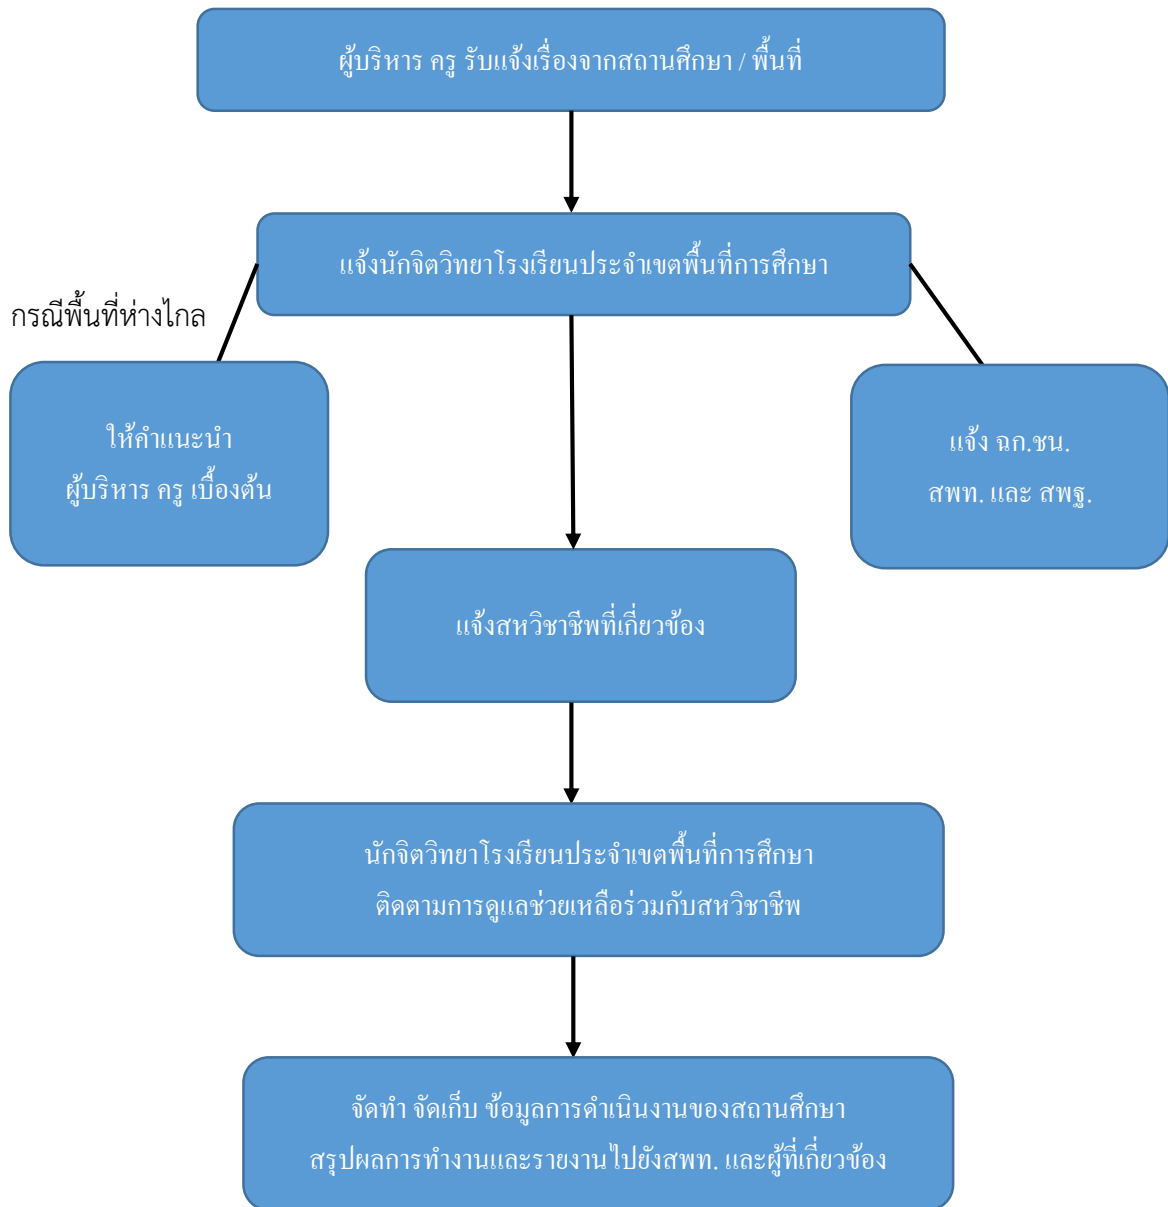 ผู้บริหาร ครู รับแจ้งเรื่องจากสถานศึกษา / พื้นที่
แจ้งนักจิตวิทยาโรงเรียนประจำเขตพื้นที่การศึกษา
กรณีพื้นที่ห่างไกล
ให้คำแนะนำ
ผู้บริหาร ครู เบื้องต้น
แจ้ง ฉก.ชน.
สพท. และ สพฐ.
แจ้งสหวิชาชีพที่เกี่ยวข้อง
นักจิตวิทยาโรงเรียนประจำเขตพื้นที่การศึกษา
ติดตามการดูแลช่วยเหลือร่วมกับสหวิชาชีพ
จัดทำ จัดเก็บ ข้อมูลการดำเนินงานของสถานศึกษา
สรุปผลการทำงานและรายงานไปยังสพท. และผู้ที่เกี่ยวข้อง